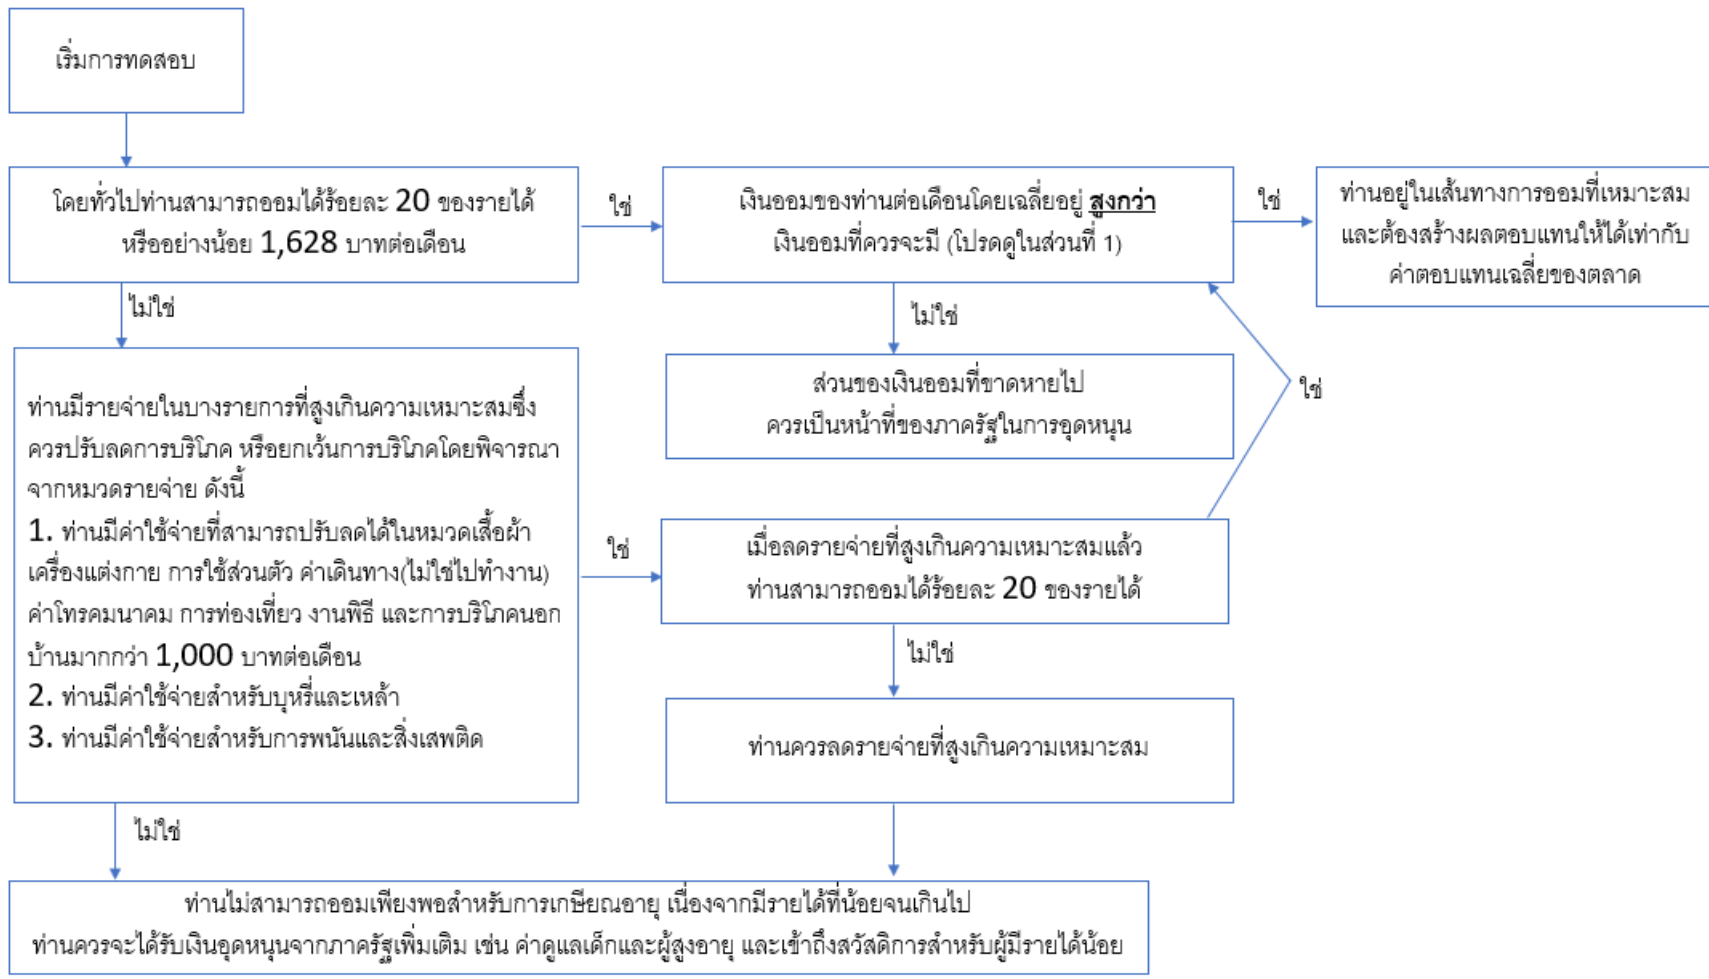 เริ่มการทดสอบ
โดยทั่วไปท่านสามารถออมได้ร้อยละ 20 ของรายได้
หรืออย่างน้อย 1,628 บาทต่อเดือน
ใช่
เงินออมของท่านต่อเดือนโดยเฉลี่ยอยู่ สูงกว่า
เงินออมที่ควรจะมี (โปรดดูในส่วนที่ 1)
ใช่
ท่านอยู่ในเส้นทางการออมที่เหมาะสม
และต้องสร้างผลตอบแทนให้ได้เท่ากับ
ค่าตอบแทนเฉลี่ยของตลาด
ไม่ใช่
ไม่ใช่
ส่วนของเงินออมที่ขาดหายไป
ควรเป็นหน้าที่ของภาครัฐในการอุดหนุน
ใช่
ท่านมีรายจ่ายในบางรายการที่สูงเกินความเหมาะสมซึ่ง
ควรปรับลดการบริโภค หรือยกเว้นการบริโภคโดยพิจารณา
จากหมวดรายจ่าย ดังนี้
1. ท่านมีค่าใช้จ่ายที่สามารถปรับลดได้ในหมวดเสื้อผ้า
เครื่องแต่งกาย การใช้ส่วนตัว ค่าเดินทาง(ไม่ใช่ไปทำงาน)
ค่าโทรคมนาคม การท่องเที่ยว งานพิธี และการบริโภคนอก
บ้านมากกว่า 1,000 บาทต่อเดือน
2. ท่านมีค่าใช้จ่ายสำหรับบุหรี่และเหล้า
3. ท่านมีค่าใช้จ่ายสำหรับการพนันและสิ่งเสพติด
ใช่
เมื่อลดรายจ่ายที่สูงเกินความเหมาะสมแล้ว
ท่านสามารถออมได้ร้อยละ 20 ของรายได้
ไม่ใช่
ท่านควรลดรายจ่ายที่สูงเกินความเหมาะสม
ไม่ใช่
ท่านไม่สามารถออมเพียงพอสำหรับการเกษียณอายุ เนื่องจากมีรายได้ที่น้อยจนเกินไป
ท่านควรจะได้รับเงินอุดหนุนจากภาครัฐเพิ่มเติม เช่น ค่าดูแลเด็กและผู้สูงอายุ และเข้าถึงสวัสดิการสำหรับผู้มีรายได้น้อย